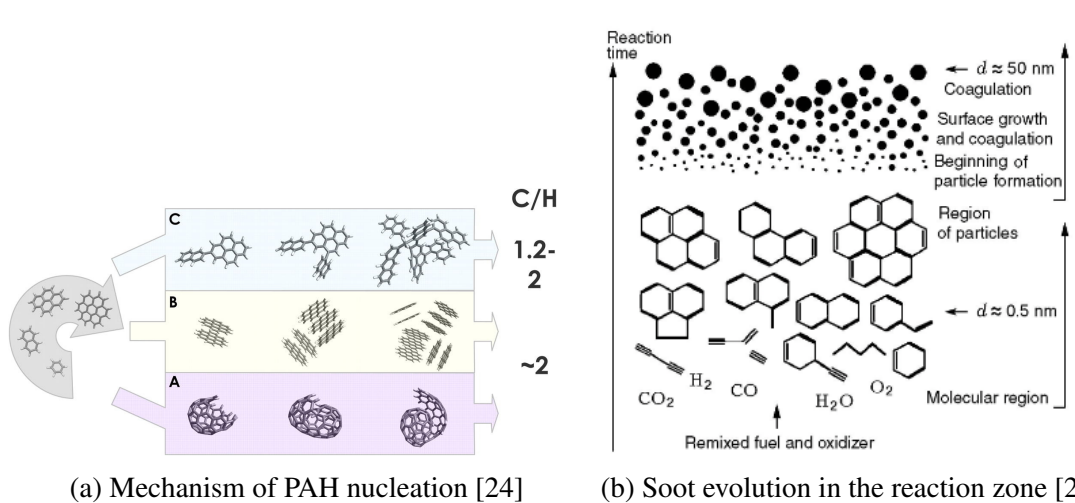 C/H
1.2-
2
~2
C
B
A
(a) Mechanism of PAH nucleation [24]
Reaction
time
d ≈ 50 nm
Coagulation
Surface growth
and coagulation
Beginning of
particle formation
Region
of particles
d ≈ 0.5 nm
H2
CO2
CO
H2O
O2
Molecular region
Remixed fuel and oxidizer
(b) Soot evolution in the reaction zone [2